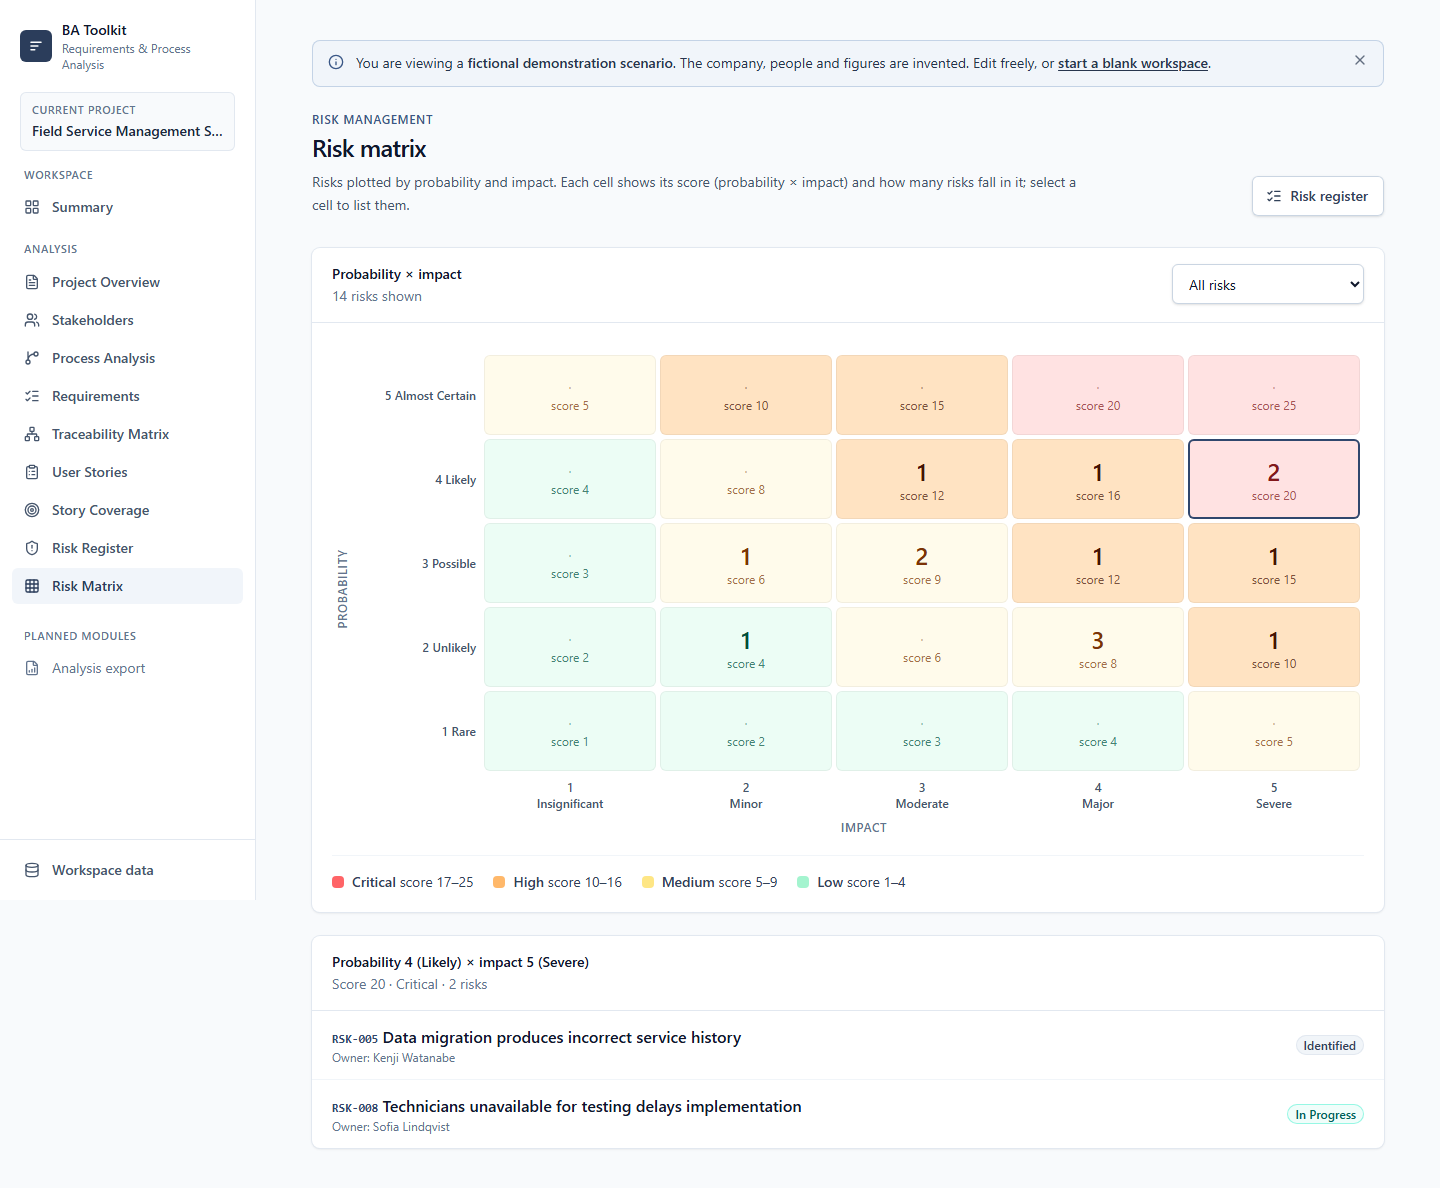 BA Toolkit
Requirements & Process
Analysis
CURRENT PROJECT
Field Service Management S...
WORKSPACE
Summary
ANALYSIS
Project Overview
Stakeholders
Process Analysis
Requirements
Traceability Matrix
User Stories
Story Coverage
Risk Register
Risk Matrix
PLANNED MODULES
Analysis export
Workspace data
You are viewing a fictional demonstration scenario. The company, people and figures are invented. Edit freely, or start a blank workspace.
RISK MANAGEMENT
Risk matrix
Risks plotted by probability and impact. Each cell shows its score (probability × impact) and how many risks fall in it; select a
cell to list them.
Risk register
Probability × impact
14 risks shown
All risks
PROBABILITY
5 Almost Certain
· · · · ·
score 5 score 10 score 15 score 20 score 25
4 Likely
· · 1 1 2
score 4 score 8 score 12 score 16 score 20
3 Possible
· 1 2 1 1
score 3 score 6 score 9 score 12 score 15
2 Unlikely
· 1 · 3 1
score 2 score 4 score 6 score 8 score 10
1 Rare
· · · · ·
score 1 score 2 score 3 score 4 score 5
1 2 3 4 5
Insignificant Minor Moderate Major Severe
IMPACT
Critical score 17–25 High score 10–16 Medium score 5–9 Low score 1–4
Probability 4 (Likely) × impact 5 (Severe)
Score 20 · Critical · 2 risks
RSK-005 Data migration produces incorrect service history
Owner: Kenji Watanabe
Identified
RSK-008 Technicians unavailable for testing delays implementation
Owner: Sofia Lindqvist
In Progress